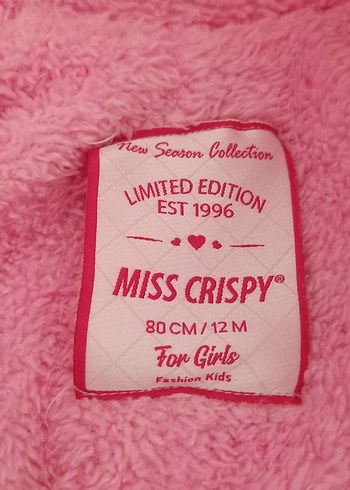 New Season Collection
LIMITED EDITION
EST 1996
MISS CRISPY®
80 CM / 12 M
For Girls
Fashion Kids